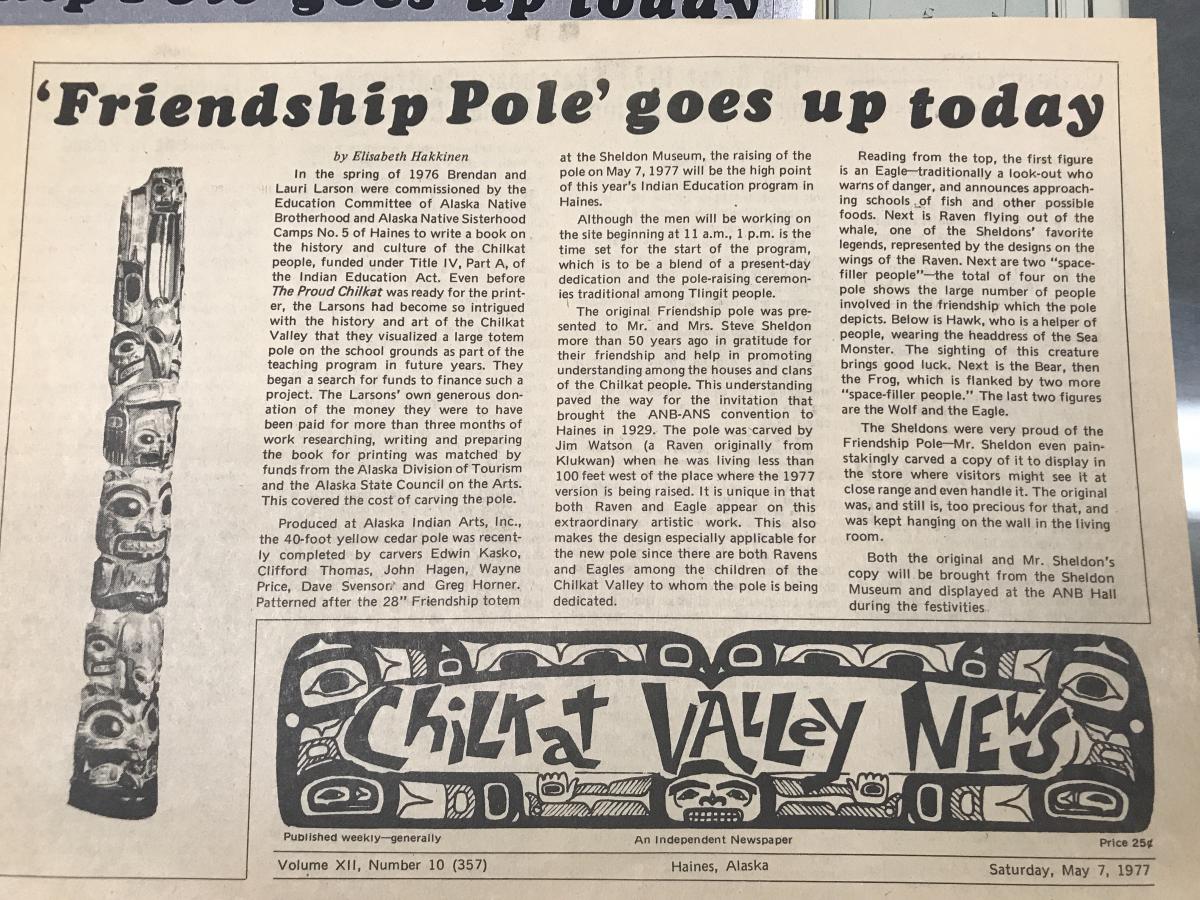 ip Pole goes up today
'Friendship Pole' goes up today
by Elisabeth Hakkinen
In the spring of 1976 Brendan and
Lauri Larson were commissioned by the
Education Committee of Alaska Native
Brotherhood and Alaska Native Sisterhood
Camps No. 5 of Haines to write a book on
the history and culture of the Chilkat
people, funded under Title IV, Part A, of
the Indian Education Act. Even before
The Proud Chilkat was ready for the print-
er, the Larsons had become so intrigued
with the history and art of the Chilkat
Valley that they visualized a large totem
pole on the school grounds as part of the
teaching program in future years. They
began a search for funds to finance such a
project. The Larsons' own generous don-
ation of the money they were to have
been paid for more than three months of
work researching, writing and preparing
the book for printing was matched by
funds from the Alaska Division of Tourism
and the Alaska State Council on the Arts.
This covered the cost of carving the pole.
Produced at Alaska Indian Arts, Inc.,
the 40-foot yellow cedar pole was recent-
ly completed by carvers Edwin Kasko,
Clifford Thomas, John Hagen, Wayne
Price, Dave Svenson and Greg Horner.
Patterned after the 28" Friendship totem
at the Sheldon Museum, the raising of the
pole on May 7, 1977 will be the high point
of this year's Indian Education program in
Haines.
Although the men will be working on
the site beginning at 11 a.m., 1 p.m. is the
time set for the start of the program,
which is to be a blend of a present-day
dedication and the pole-raising ceremon-
ies traditional among Tlingit people.
The original Friendship pole was pre-
sented to Mr. and Mrs. Steve Sheldon
more than 50 years ago in gratitude for
their friendship and help in promoting
understanding among the houses and clans
of the Chilkat people. This understanding
paved the way for the invitation that
brought the ANB-ANS convention to
Haines in 1929. The pole was carved by
Jim Watson (a Raven originally from
Klukwan) when he was living less than
100 feet west of the place where the 1977
version is being raised. It is unique in that
both Raven and Eagle appear on this
extraordinary artistic work. This also
makes the design especially applicable for
the new pole since there are both Ravens
and Eagles among the children of the
Chilkat Valley to whom the pole is being
dedicated.
Reading from the top, the first figure
is an Eagle—traditionally a look-out who
warns of danger, and announces approach-
ing schools of fish and other possible
foods. Next is Raven flying out of the
whale, one of the Sheldons' favorite
legends, represented by the designs on the
wings of the Raven. Next are two "space-
filler people"—the total of four on the
pole shows the large number of people
involved in the friendship which the pole
depicts. Below is Hawk, who is a helper of
people, wearing the headdress of the Sea
Monster. The sighting of this creature
brings good luck. Next is the Bear, then
the Frog, which is flanked by two more
"space-filler people." The last two figures
are the Wolf and the Eagle.
The Sheldons were very proud of the
Friendship Pole—Mr. Sheldon even pain-
stakingly carved a copy of it to display in
the store where visitors might see it at
close range and even handle it. The original
was, and still is, too precious for that, and
was kept hanging on the wall in the living
room.
Both the original and Mr. Sheldon's
copy will be brought from the Sheldon
Museum and displayed at the ANB Hall
during the festivities
Chilkat Valley News
Published weekly—generally
An Independent Newspaper
Price 25¢
Volume XII, Number 10 (357)
Haines, Alaska
Saturday, May 7, 1977